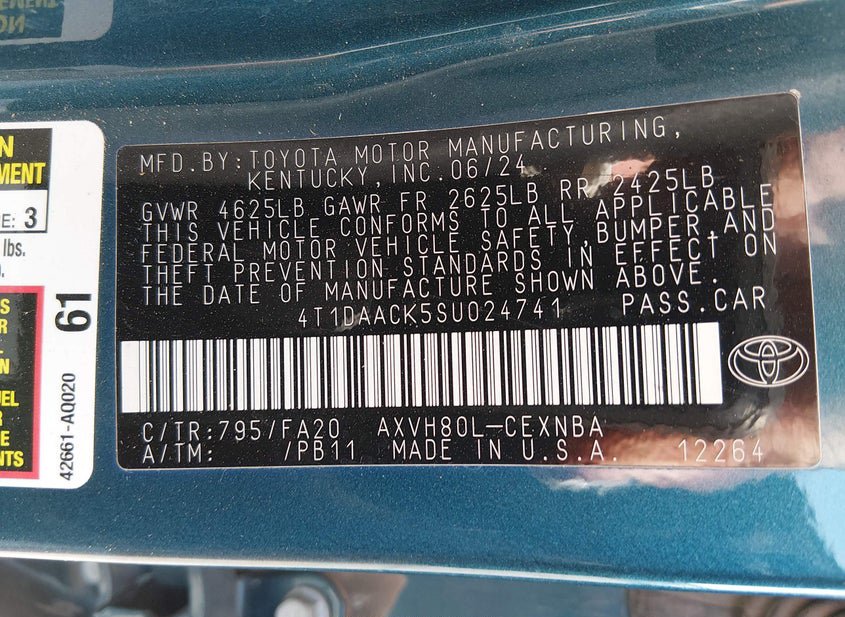 MFD.BY:TOYOTA MOTOR MANUFACTURING,
KENTUCKY,INC.06/24
GVWR 4625LB GAWR FR 2625LB RR 2425LB
THIS VEHICLE CONFORMS TO ALL APPLICABLE
FEDERAL MOTOR VEHICLE SAFETY,BUMPER,AND
THEFT PREVENTION STANDARDS IN EFFECT ON
THE DATE OF MANUFACTURE SHOWN ABOVE.
4T1DAACK5SU024741 PASS.CAR
C/TR:795/FA20 AXVH80L-CEXNBA
A/TM: /PB11 MADE IN U.S.A. 12264
3
lbs.
61
42661-A0020